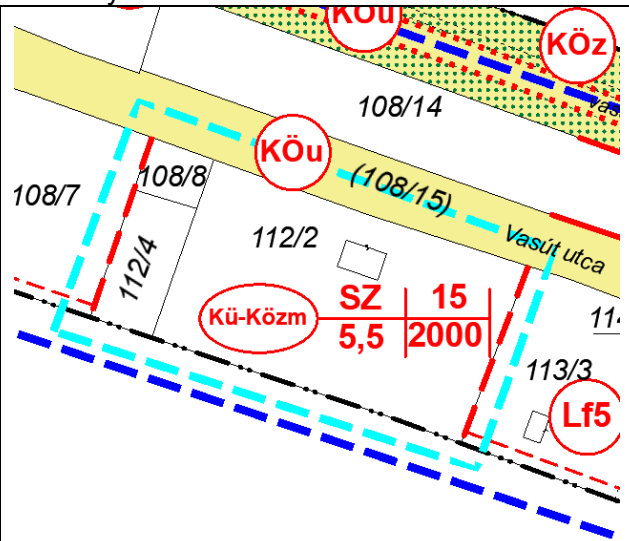 KÖu
KÖz
108/14
KÖu
108/8
(108/15)
108/7
112/2
Vasút utca
112/4
SZ 15
Kü-Közm
5,5 2000
113/3
Lf5